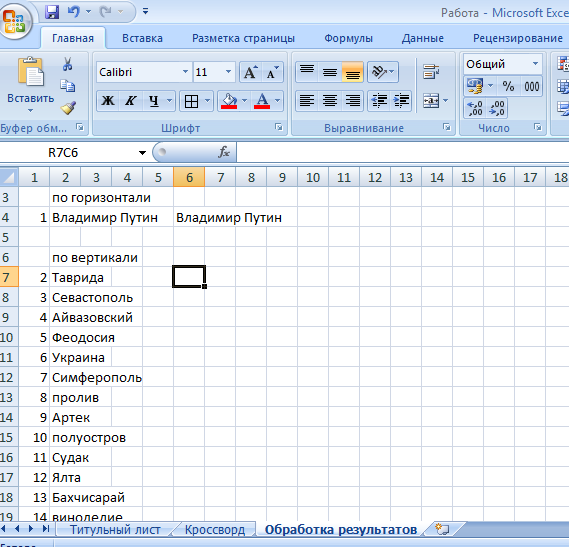 Работа - Microsoft Exce
Главная Вставка Разметка страницы Формулы Данные Рецензирование
Calibri 11 A A Общий
Вставить Ж К Ч A % 000
,0 ,00 ,00 ,0
Буфер обм... Шрифт Выравнивание Число
R7C6 fx
1 2 3 4 5 6 7 8 9 10 11 12 13 14 15 16 17 18
3 по горизонтали
4 1 Владимир Путин Владимир Путин
5
6 по вертикали
7 2 Таврида
8 3 Севастополь
9 4 Айвазовский
10 5 Феодосия
11 6 Украина
12 7 Симферополь
13 8 пролив
14 9 Артек
15 10 полуостров
16 11 Судак
17 12 Ялта
18 13 Бахчисарай
19 14 виноделие
Титульный лист Кроссворд Обработка результатов